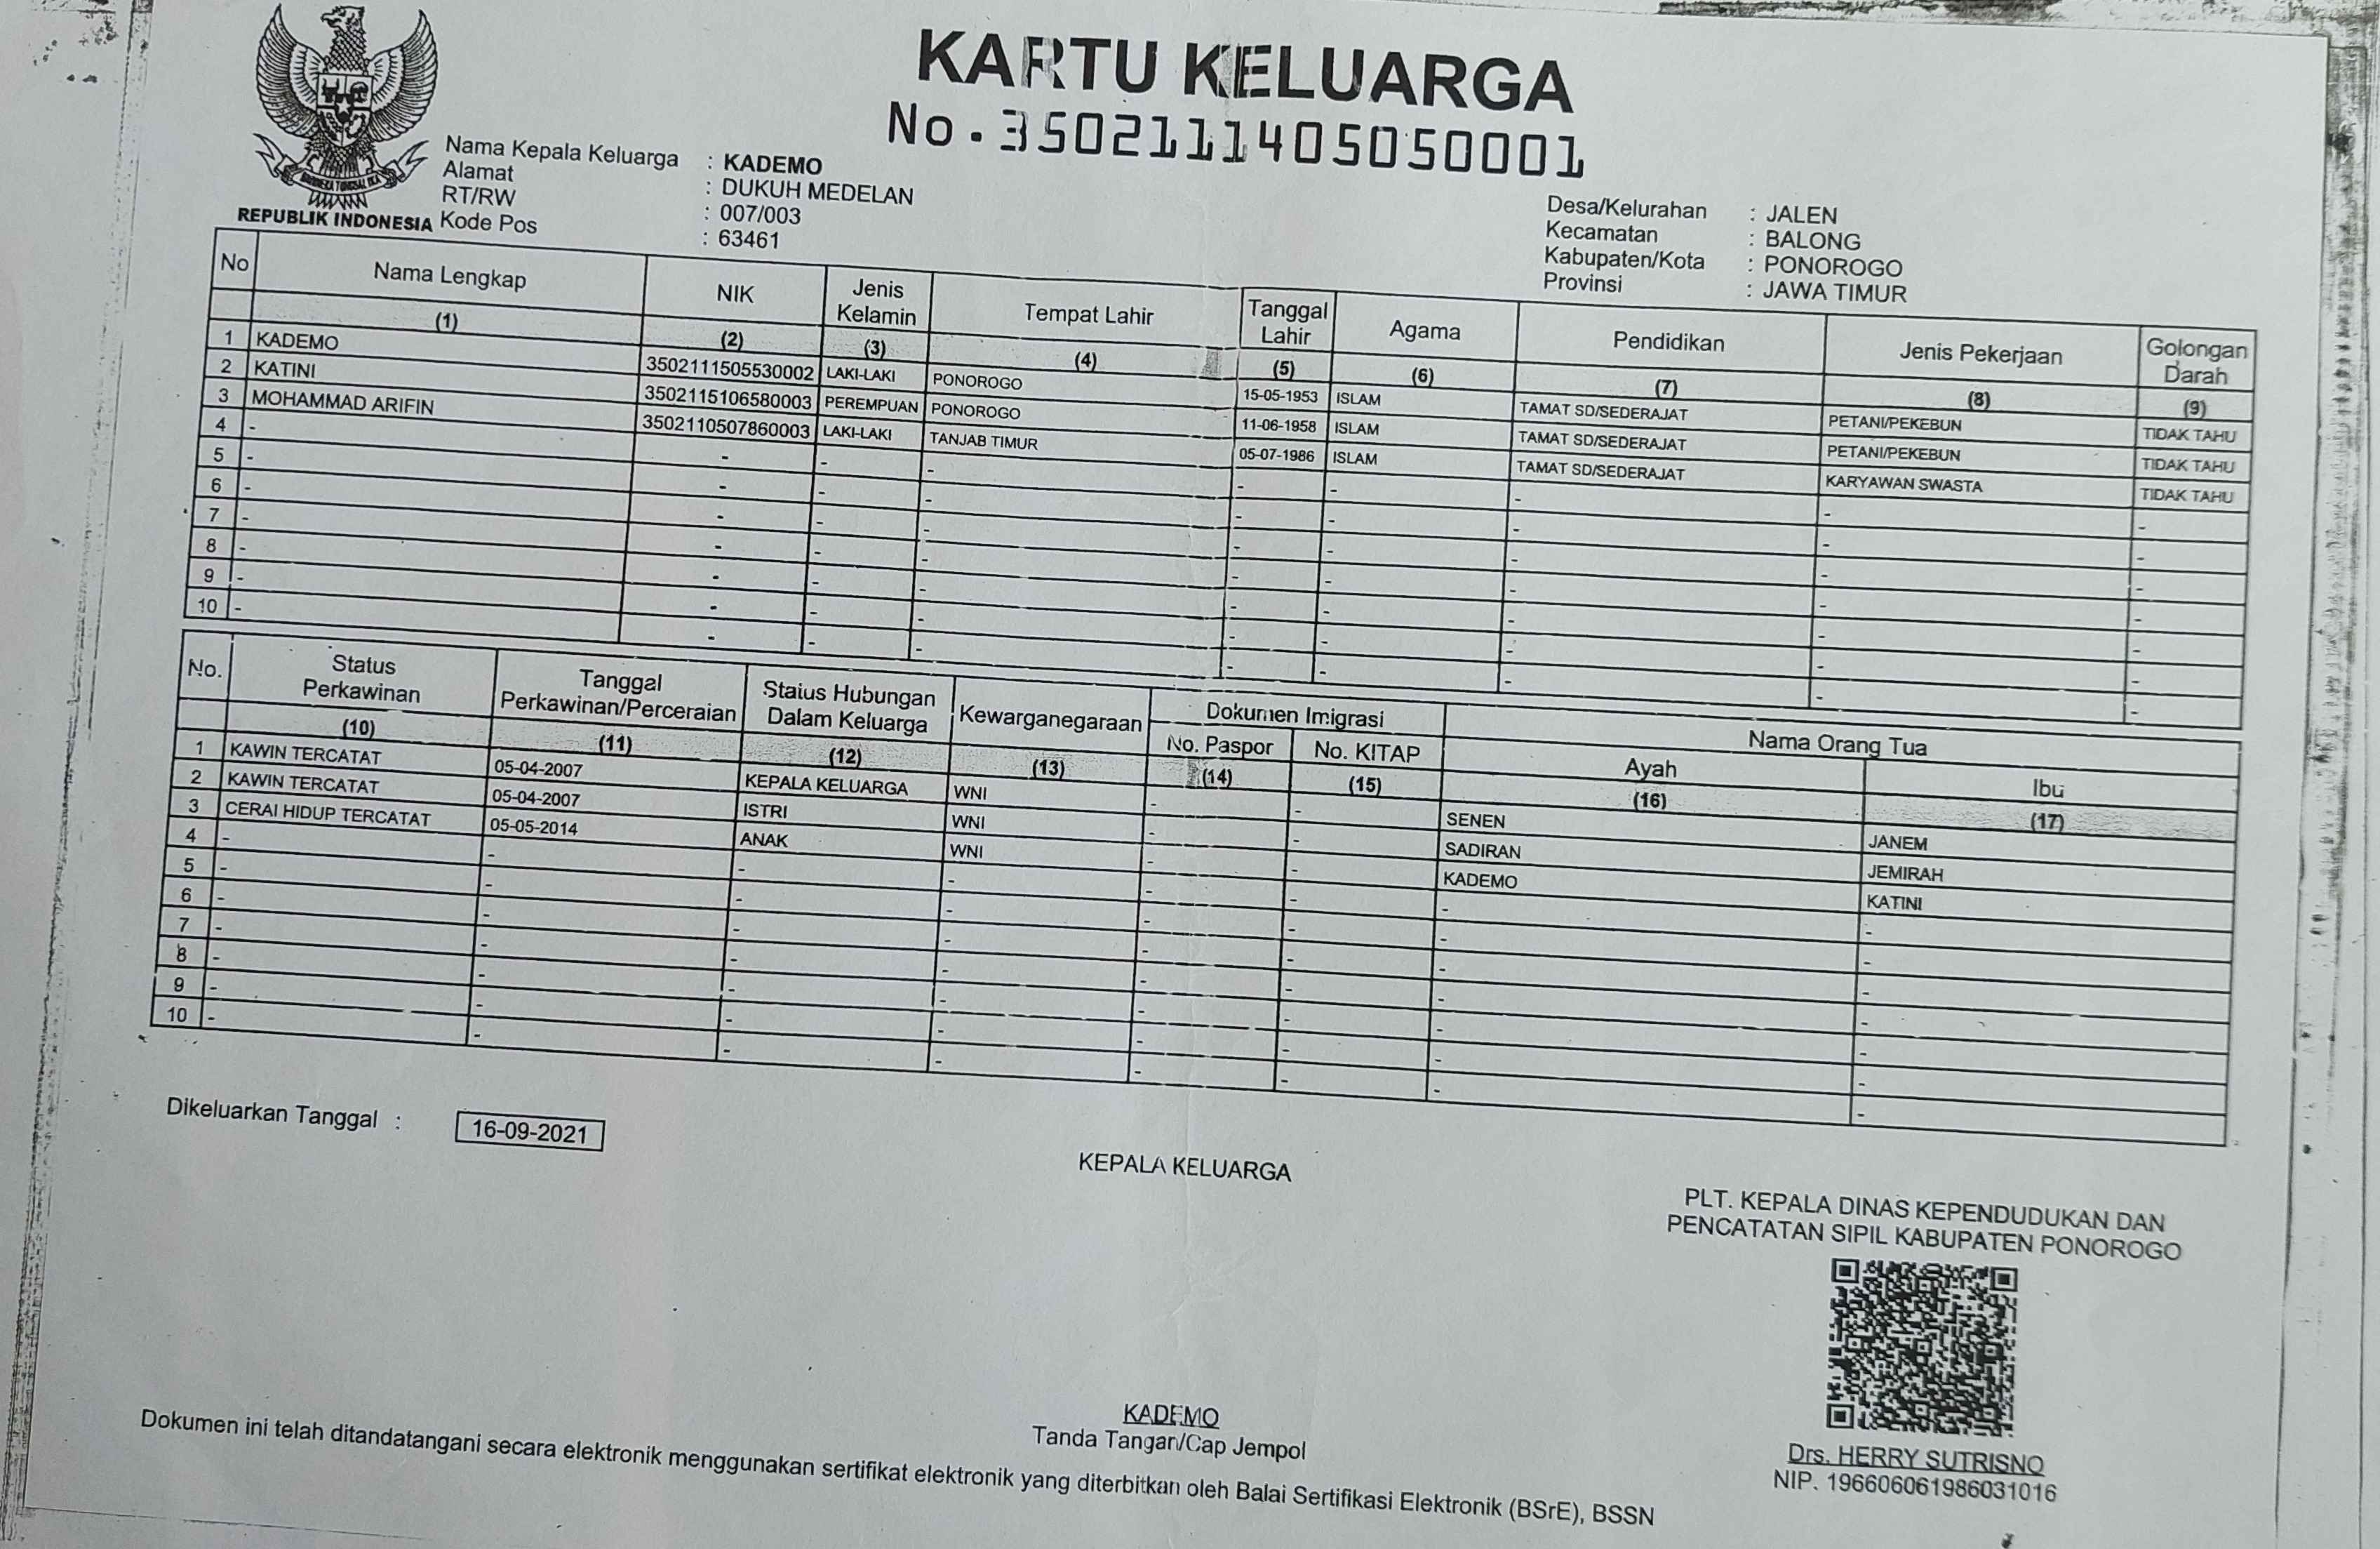 KARTU KELUARGA
No.3502111405050001
Nama Kepala Keluarga : KADEMO
Alamat : DUKUH MEDELAN
RT/RW : 007/003
Kode Pos : 63461
REPUBLIK INDONESIA
Desa/Kelurahan : JALEN
Kecamatan : BALONG
Kabupaten/Kota : PONOROGO
Provinsi : JAWA TIMUR
No Nama Lengkap NIK Jenis Kelamin Tempat Lahir Tanggal Lahir Agama Pendidikan Jenis Pekerjaan Golongan Darah
(1) (2) (3) (4) (5) (6) (7) (8) (9)
1 KADEMO 3502111505530002 LAKI-LAKI PONOROGO 15-05-1953 ISLAM TAMAT SD/SEDERAJAT PETANI/PEKEBUN TIDAK TAHU
2 KATINI 3502115106580003 PEREMPUAN PONOROGO 11-06-1958 ISLAM TAMAT SD/SEDERAJAT PETANI/PEKEBUN TIDAK TAHU
3 MOHAMMAD ARIFIN 3502110507860003 LAKI-LAKI TANJAB TIMUR 05-07-1986 ISLAM TAMAT SD/SEDERAJAT KARYAWAN SWASTA TIDAK TAHU
4 - - - - - - - - -
5 - - - - - - - - -
6 - - - - - - - - -
7 - - - - - - - - -
8 - - - - - - - - -
9 - - - - - - - - -
10 - - - - - - - - -
No. Status Perkawinan Tanggal Perkawinan/Perceraian Status Hubungan Dalam Keluarga Kewarganegaraan Dokumen Imigrasi Nama Orang Tua
No. Paspor No. KITAP Ayah Ibu
(10) (11) (12) (13) (14) (15) (16) (17)
1 KAWIN TERCATAT 05-04-2007 KEPALA KELUARGA WNI - - SENEN JANEM
2 KAWIN TERCATAT 05-04-2007 ISTRI WNI - - SADIRAN JEMIRAH
3 CERAI HIDUP TERCATAT 05-05-2014 ANAK WNI - - KADEMO KATINI
4 - - - - - - - -
5 - - - - - - - -
6 - - - - - - - -
7 - - - - - - - -
8 - - - - - - - -
9 - - - - - - - -
10 - - - - - - - -
Dikeluarkan Tanggal : 16-09-2021
KEPALA KELUARGA
PLT. KEPALA DINAS KEPENDUDUKAN DAN
PENCATATAN SIPIL KABUPATEN PONOROGO
KADEMO
Tanda Tangan/Cap Jempol
Drs. HERRY SUTRISNO
NIP. 196606061986031016
Dokumen ini telah ditandatangani secara elektronik menggunakan sertifikat elektronik yang diterbitkan oleh Balai Sertifikasi Elektronik (BSrE), BSSN